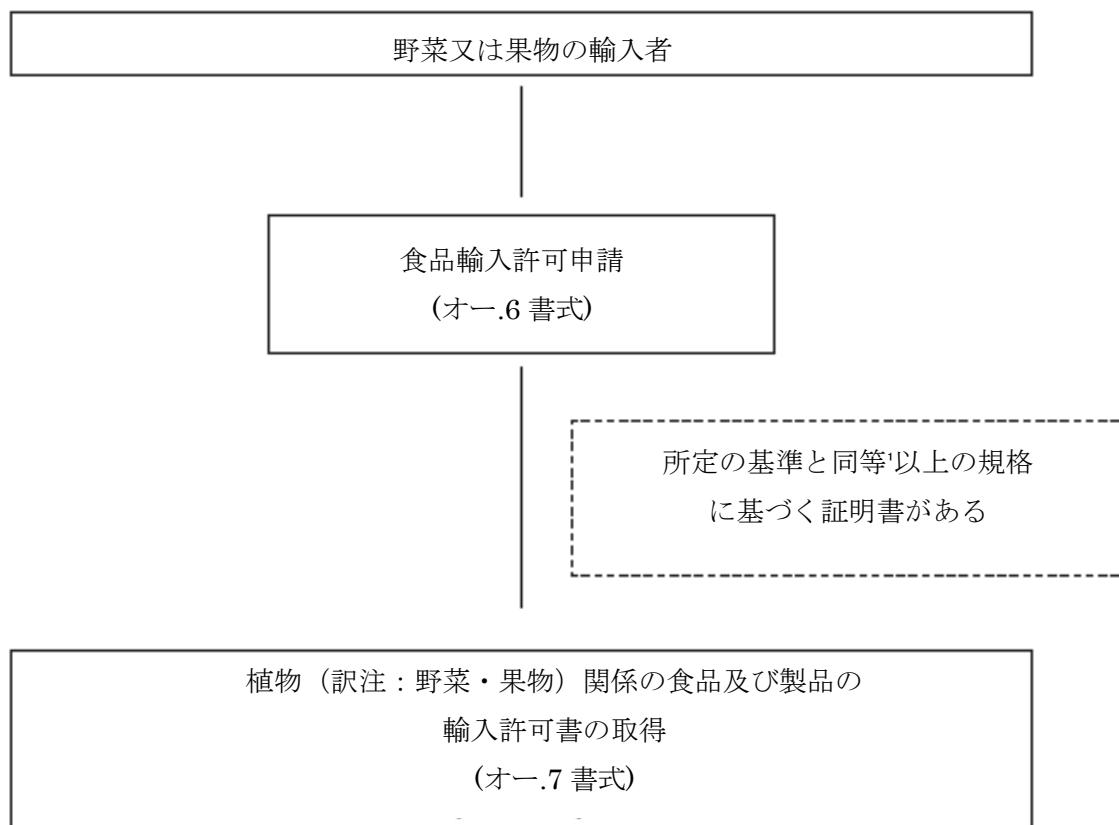 野菜又は果物の輸入者
食品輸入許可申請
(オー.6 書式)
所定の基準と同等¹以上の規格
に基づく証明書がある
植物（訳注：野菜・果物）関係の食品及び製品の
輸入許可書の取得
(オー.7 書式)